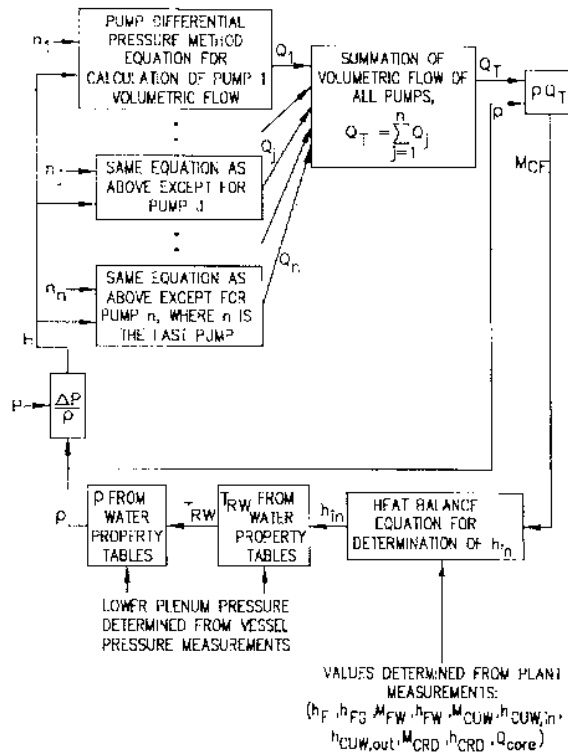 PUMP DIFFERENTIAL
PRESSURE METHOD
EQUATION FOR
CALCULATION OF PUMP 1
VOLUMETRIC FLOW
n1
Q1
SUMMATION OF
VOLUMETRIC FLOW OF
ALL PUMPS,
QT = ∑ Qj
n
j=1
QT
ρ
ρ QT
MCF
Qj
nj
SAME EQUATION AS
ABOVE EXCEPT FOR
PUMP J
Qn
nn
SAME EQUATION AS
ABOVE EXCEPT FOR
PUMP n, WHERE n IS
THE LAST PUMP
H
P
ΔP
ρ
ρ
ρ FROM
WATER
PROPERTY
TABLES
TRW
TRW FROM
WATER
PROPERTY
TABLES
hin
HEAT BALANCE
EQUATION FOR
DETERMINATION OF hin
LOWER PLENUM PRESSURE
DETERMINED FROM VESSEL
PRESSURE MEASUREMENTS
VALUES DETERMINED FROM PLANT
MEASUREMENTS:
(hF, hFG, MFW, hFW, MCUW, hCUW,in,
hCUW,out, MCRD, hCRD, Qcore)